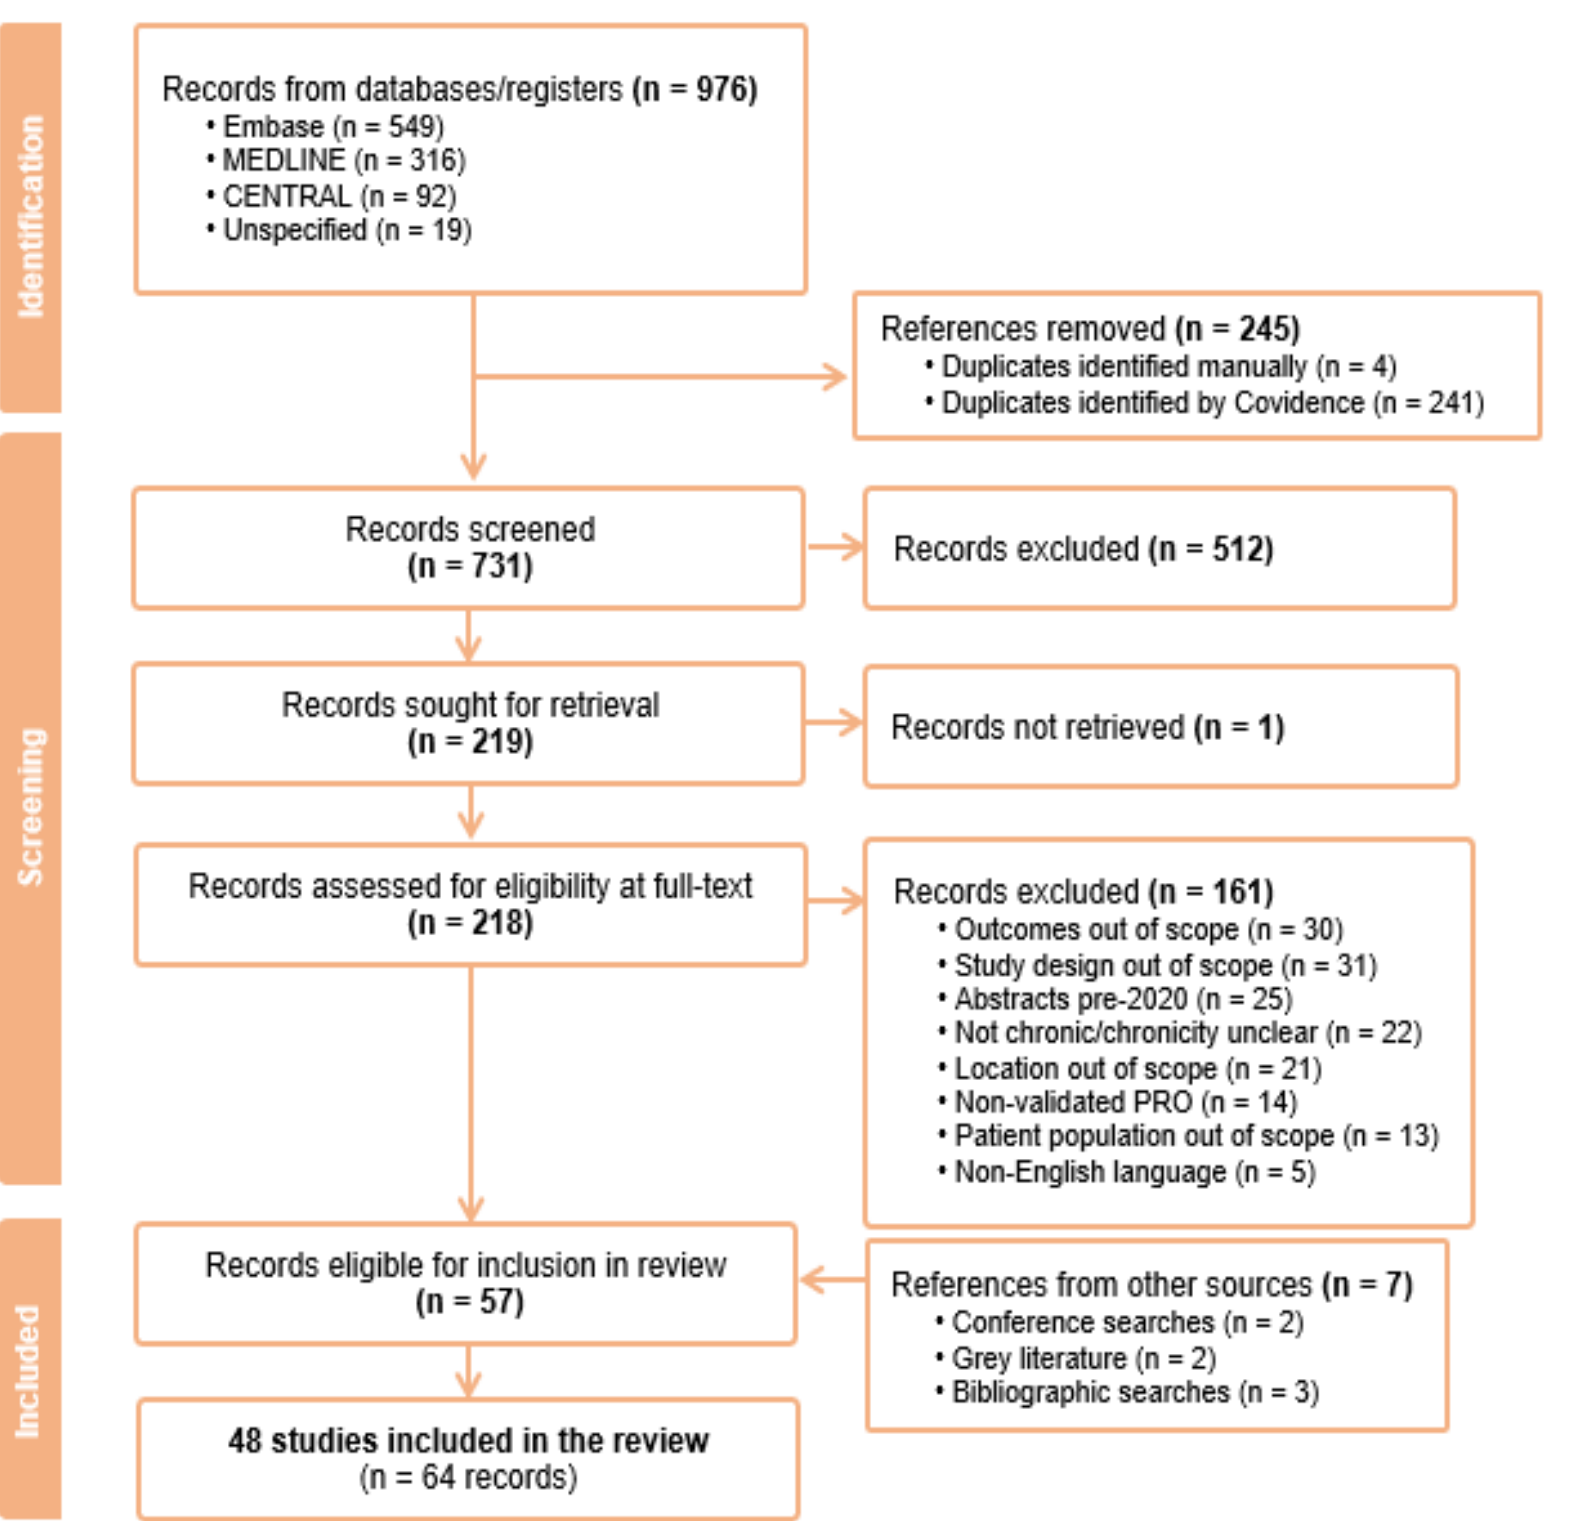 Identification
Records from databases/registers (n = 976)
• Embase (n = 549)
• MEDLINE (n = 316)
• CENTRAL (n = 92)
• Unspecified (n = 19)
References removed (n = 245)
• Duplicates identified manually (n = 4)
• Duplicates identified by Covidence (n = 241)
Screening
Records screened
(n = 731)
Records excluded (n = 512)
Records sought for retrieval
(n = 219)
Records not retrieved (n = 1)
Records assessed for eligibility at full-text
(n = 218)
Records excluded (n = 161)
• Outcomes out of scope (n = 30)
• Study design out of scope (n = 31)
• Abstracts pre-2020 (n = 25)
• Not chronic/chronicity unclear (n = 22)
• Location out of scope (n = 21)
• Non-validated PRO (n = 14)
• Patient population out of scope (n = 13)
• Non-English language (n = 5)
Included
Records eligible for inclusion in review
(n = 57)
References from other sources (n = 7)
• Conference searches (n = 2)
• Grey literature (n = 2)
• Bibliographic searches (n = 3)
48 studies included in the review
(n = 64 records)